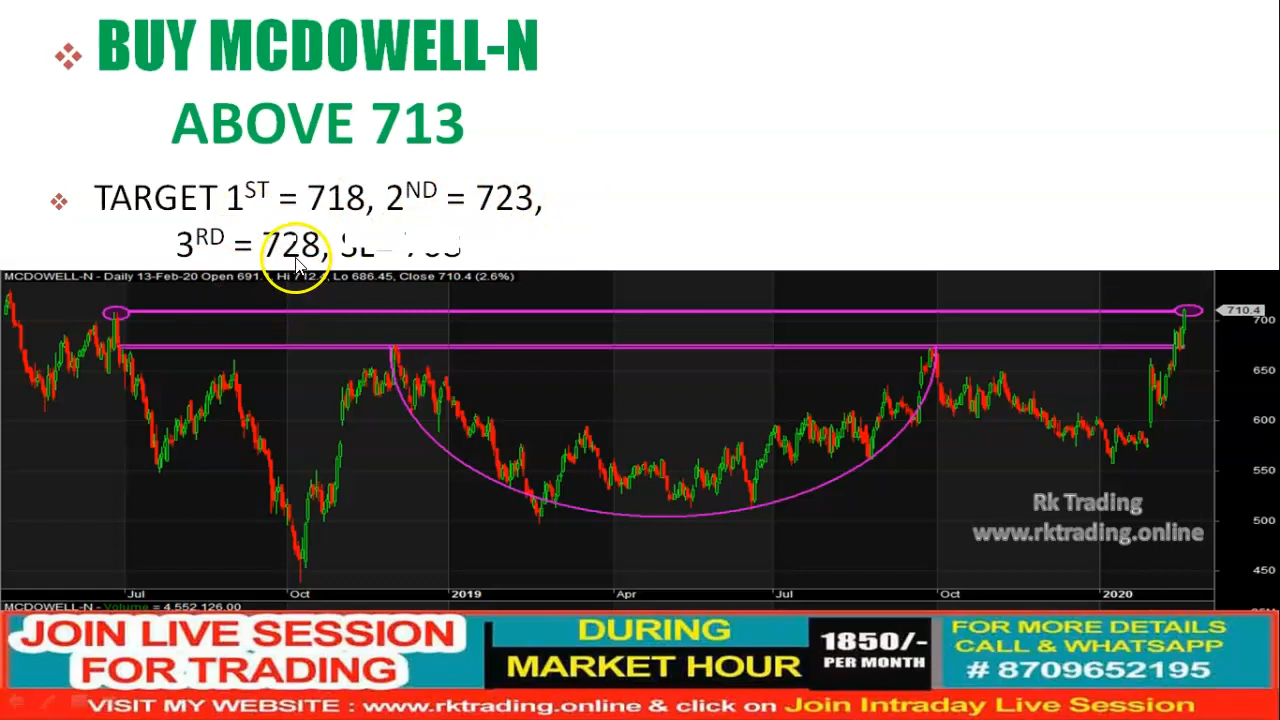 BUY MCDOWELL-N
ABOVE 713
TARGET 1ST = 718, 2ND = 723,
3RD = 728,
MCDOWELL-N - Daily 13-Feb-20 Open 691. Hi 712.4, Lo 686.45, Close 710.4 (2.6%)
710.4
700
650
600
550
500
450
Rk Trading
www.rktrading.online
Jul Oct 2019 Apr Jul Oct 2020
MCDOWELL-N - Volume = 4,552,126.00
JOIN LIVE SESSION
FOR TRADING
DURING
MARKET HOUR
1850/-
PER MONTH
FOR MORE DETAILS
CALL & WHATSAPP
# 8709652195
VISIT MY WEBSITE : www.rktrading.online & click on Join Intraday Live Session